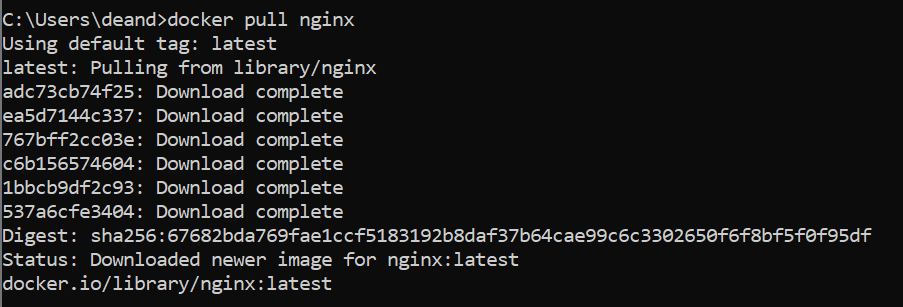 C:\Users\deand>docker pull nginx
Using default tag: latest
latest: Pulling from library/nginx
adc73cb74f25: Download complete
ea5d7144c337: Download complete
767bff2cc03e: Download complete
c6b156574604: Download complete
1bbcb9df2c93: Download complete
537a6cfe3404: Download complete
Digest: sha256:67682bda769fae1ccf5183192b8daf37b64cae99c6c3302650f6f8bf5f0f95df
Status: Downloaded newer image for nginx:latest
docker.io/library/nginx:latest